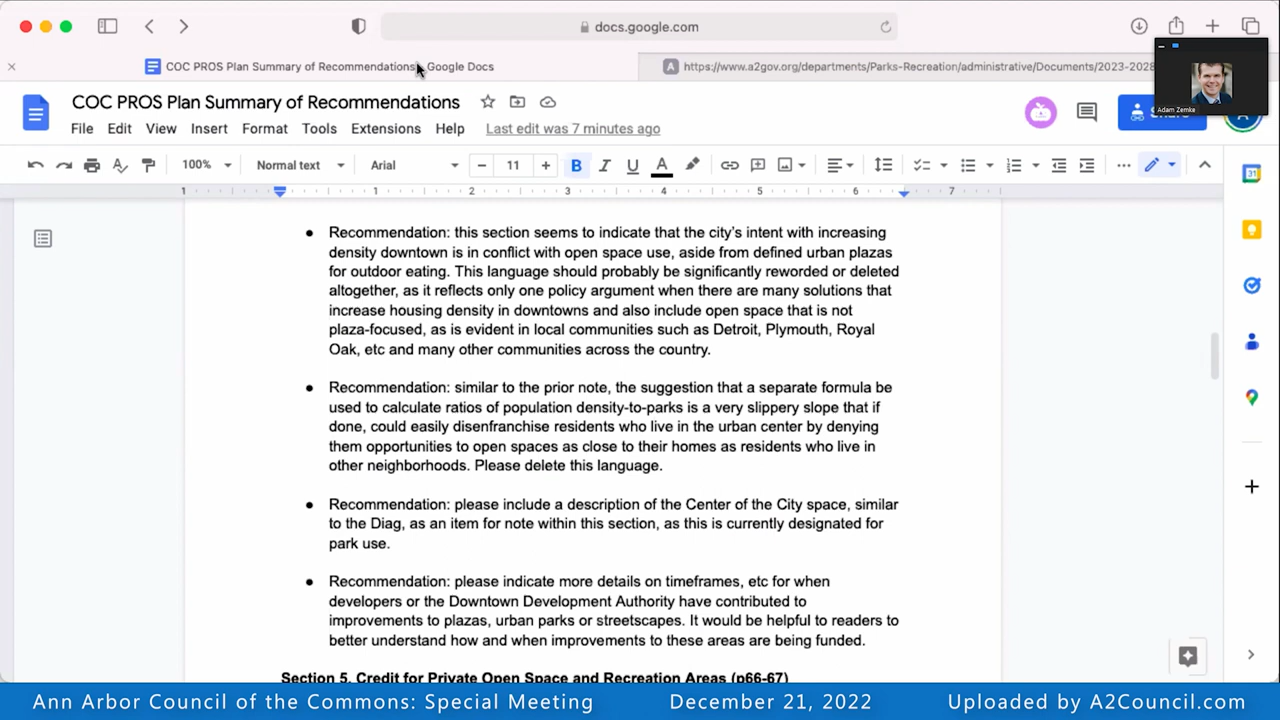 docs.google.com
COC PROS Plan Summary of Recommendations - Google Docs
https://www.a2gov.org/departments/Parks-Recreation/administrative/Documents/2023-2028
Adam Zemke
COC PROS Plan Summary of Recommendations
File Edit View Insert Format Tools Extensions Help Last edit was 7 minutes ago
100% Normal text Arial 11 B I U A
1 1 2 3 4 5 6 7
31
• Recommendation: this section seems to indicate that the city's intent with increasing
density downtown is in conflict with open space use, aside from defined urban plazas
for outdoor eating. This language should probably be significantly reworded or deleted
altogether, as it reflects only one policy argument when there are many solutions that
increase housing density in downtowns and also include open space that is not
plaza-focused, as is evident in local communities such as Detroit, Plymouth, Royal
Oak, etc and many other communities across the country.
• Recommendation: similar to the prior note, the suggestion that a separate formula be
used to calculate ratios of population density-to-parks is a very slippery slope that if
done, could easily disenfranchise residents who live in the urban center by denying
them opportunities to open spaces as close to their homes as residents who live in
other neighborhoods. Please delete this language.
• Recommendation: please include a description of the Center of the City space, similar
to the Diag, as an item for note within this section, as this is currently designated for
park use.
• Recommendation: please indicate more details on timeframes, etc for when
developers or the Downtown Development Authority have contributed to
improvements to plazas, urban parks or streetscapes. It would be helpful to readers to
better understand how and when improvements to these areas are being funded.
Section 5. Credit for Private Open Space and Recreation Areas (p66-67)
Ann Arbor Council of the Commons: Special Meeting December 21, 2022 Uploaded by A2Council.com